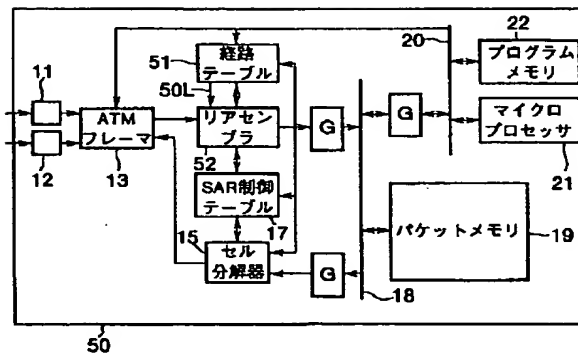 11
12
ATM
フレーマ
13
51
50L
経路
テーブル
リアセン
ブラ
52
SAR制御
テーブル
17
15
セル
分解器
G
G
G
18
20
22
プログラム
メモリ
マイクロ
プロセッサ
21
パケットメモリ
19
50